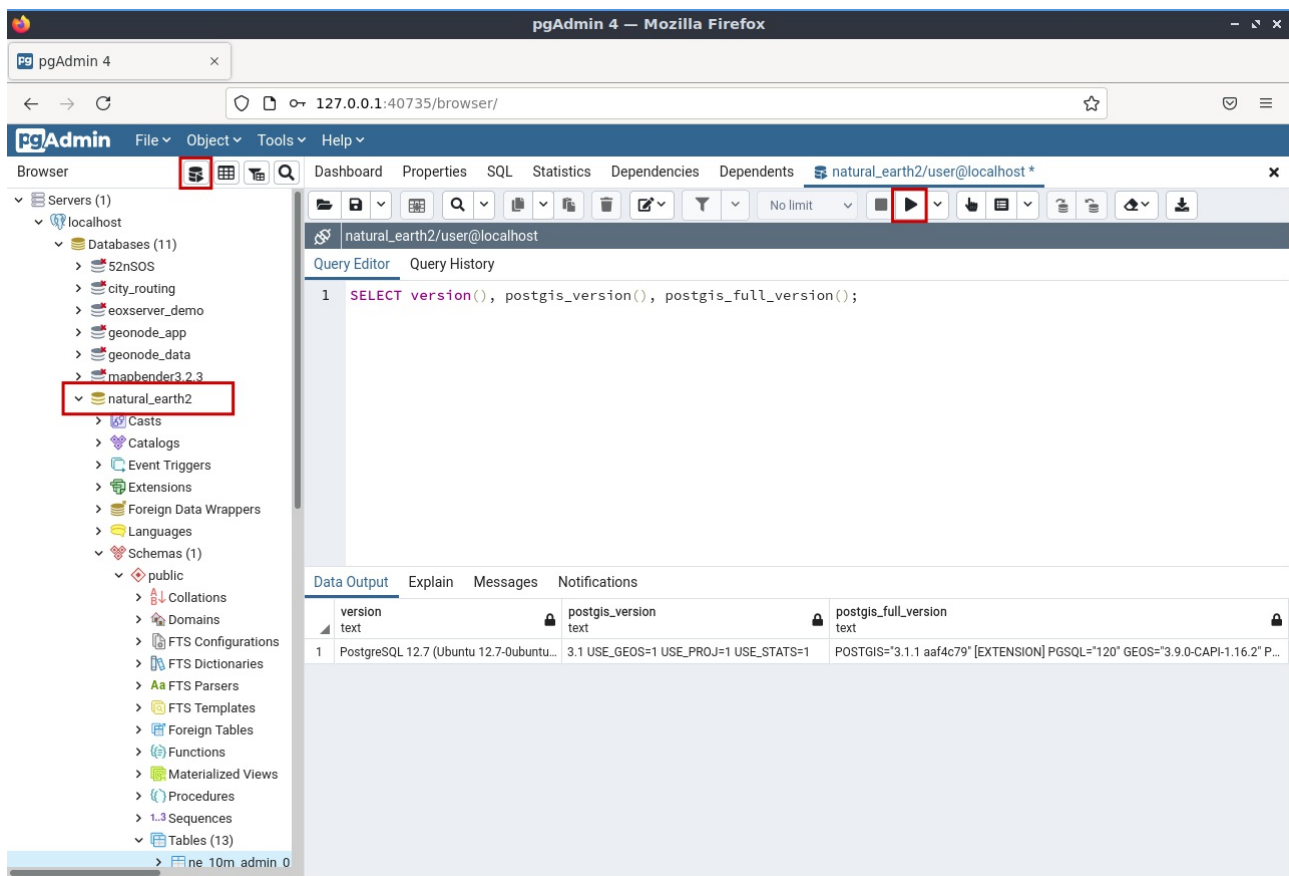 pgAdmin 4 — Mozilla Firefox
pgAdmin 4
127.0.0.1:40735/browser/
pgAdmin File Object Tools Help
Browser
Dashboard Properties SQL Statistics Dependencies Dependents natural_earth2/user@localhost *
Servers (1)
No limit
localhost
natural_earth2/user@localhost
Databases (11)
52nSOS
Query Editor Query History
city_routing
1 SELECT version(), postgis_version(), postgis_full_version();
eoxserver_demo
geonode_app
geonode_data
mapbender3.2.3
natural_earth2
Casts
Catalogs
Event Triggers
Extensions
Foreign Data Wrappers
Languages
Schemas (1)
public
Collations
Domains
FTS Configurations
FTS Dictionaries
FTS Parsers
FTS Templates
Foreign Tables
Functions
Materialized Views
Procedures
Sequences
Tables (13)
ne_10m_admin_0
Data Output Explain Messages Notifications
version postgis_version postgis_full_version
text text text
1 PostgreSQL 12.7 (Ubuntu 12.7-0ubuntu... 3.1 USE_GEOS=1 USE_PROJ=1 USE_STATS=1 POSTGIS="3.1.1 aaf4c79" [EXTENSION] PGSQL="120" GEOS="3.9.0-CAPI-1.16.2" P...